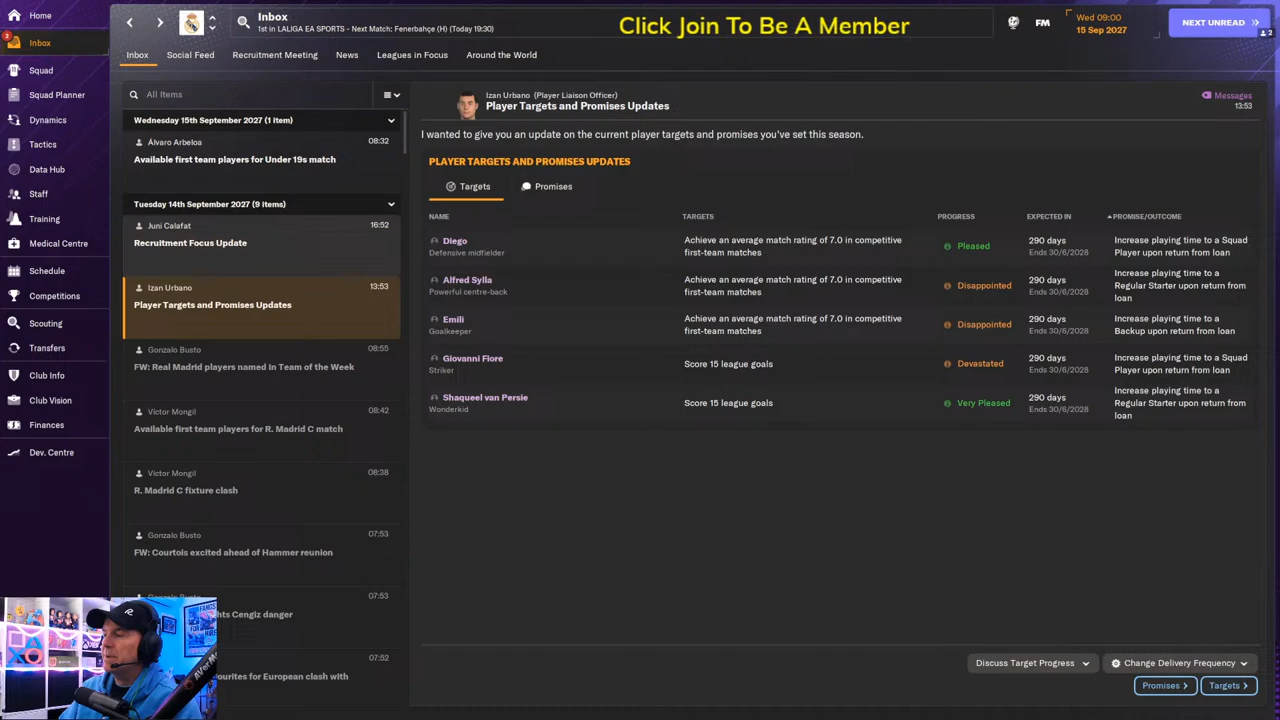 Home
2
Inbox
Squad
Squad Planner
Dynamics
Tactics
Data Hub
Staff
Training
Medical Centre
Schedule
Competitions
Scouting
Transfers
Club Info
Club Vision
Finances
Dev. Centre
Inbox
1st in LALIGA EA SPORTS - Next Match: Fenerbahçe (H) (Today 19:30)
Click Join To Be A Member
FM
Wed 09:00
15 Sep 2027
NEXT UNREAD
2
Inbox
Social Feed
Recruitment Meeting
News
Leagues in Focus
Around the World
All Items
Wednesday 15th September 2027 (1 item)
Álvaro Arbeloa
08:32
Available first team players for Under 19s match
Tuesday 14th September 2027 (9 items)
Juni Calafat
16:52
Recruitment Focus Update
Izan Urbano
13:53
Player Targets and Promises Updates
Gonzalo Busto
08:55
FW: Real Madrid players named in Team of the Week
Víctor Mongil
08:42
Available first team players for R. Madrid C match
Víctor Mongil
08:38
R. Madrid C fixture clash
Gonzalo Busto
07:53
FW: Courtois excited ahead of Hammer reunion
07:53
hts Cengiz danger
07:52
vourites for European clash with
Izan Urbano (Player Liaison Officer)
Player Targets and Promises Updates
Messages
13:53
I wanted to give you an update on the current player targets and promises you've set this season.
PLAYER TARGETS AND PROMISES UPDATES
Targets
Promises
NAME TARGETS PROGRESS EXPECTED IN PROMISE/OUTCOME
Diego
Defensive midfielder
Achieve an average match rating of 7.0 in competitive
first-team matches
Pleased
290 days
Ends 30/6/2028
Increase playing time to a Squad
Player upon return from loan
Alfred Sylla
Powerful centre-back
Achieve an average match rating of 7.0 in competitive
first-team matches
Disappointed
290 days
Ends 30/6/2028
Increase playing time to a
Regular Starter upon return from
loan
Emili
Goalkeeper
Achieve an average match rating of 7.0 in competitive
first-team matches
Disappointed
290 days
Ends 30/6/2028
Increase playing time to a
Backup upon return from loan
Giovanni Fiore
Striker
Score 15 league goals
Devastated
290 days
Ends 30/6/2028
Increase playing time to a Squad
Player upon return from loan
Shaqueel van Persie
Wonderkid
Score 15 league goals
Very Pleased
290 days
Ends 30/6/2028
Increase playing time to a
Regular Starter upon return from
loan
Discuss Target Progress
Change Delivery Frequency
Promises
Targets